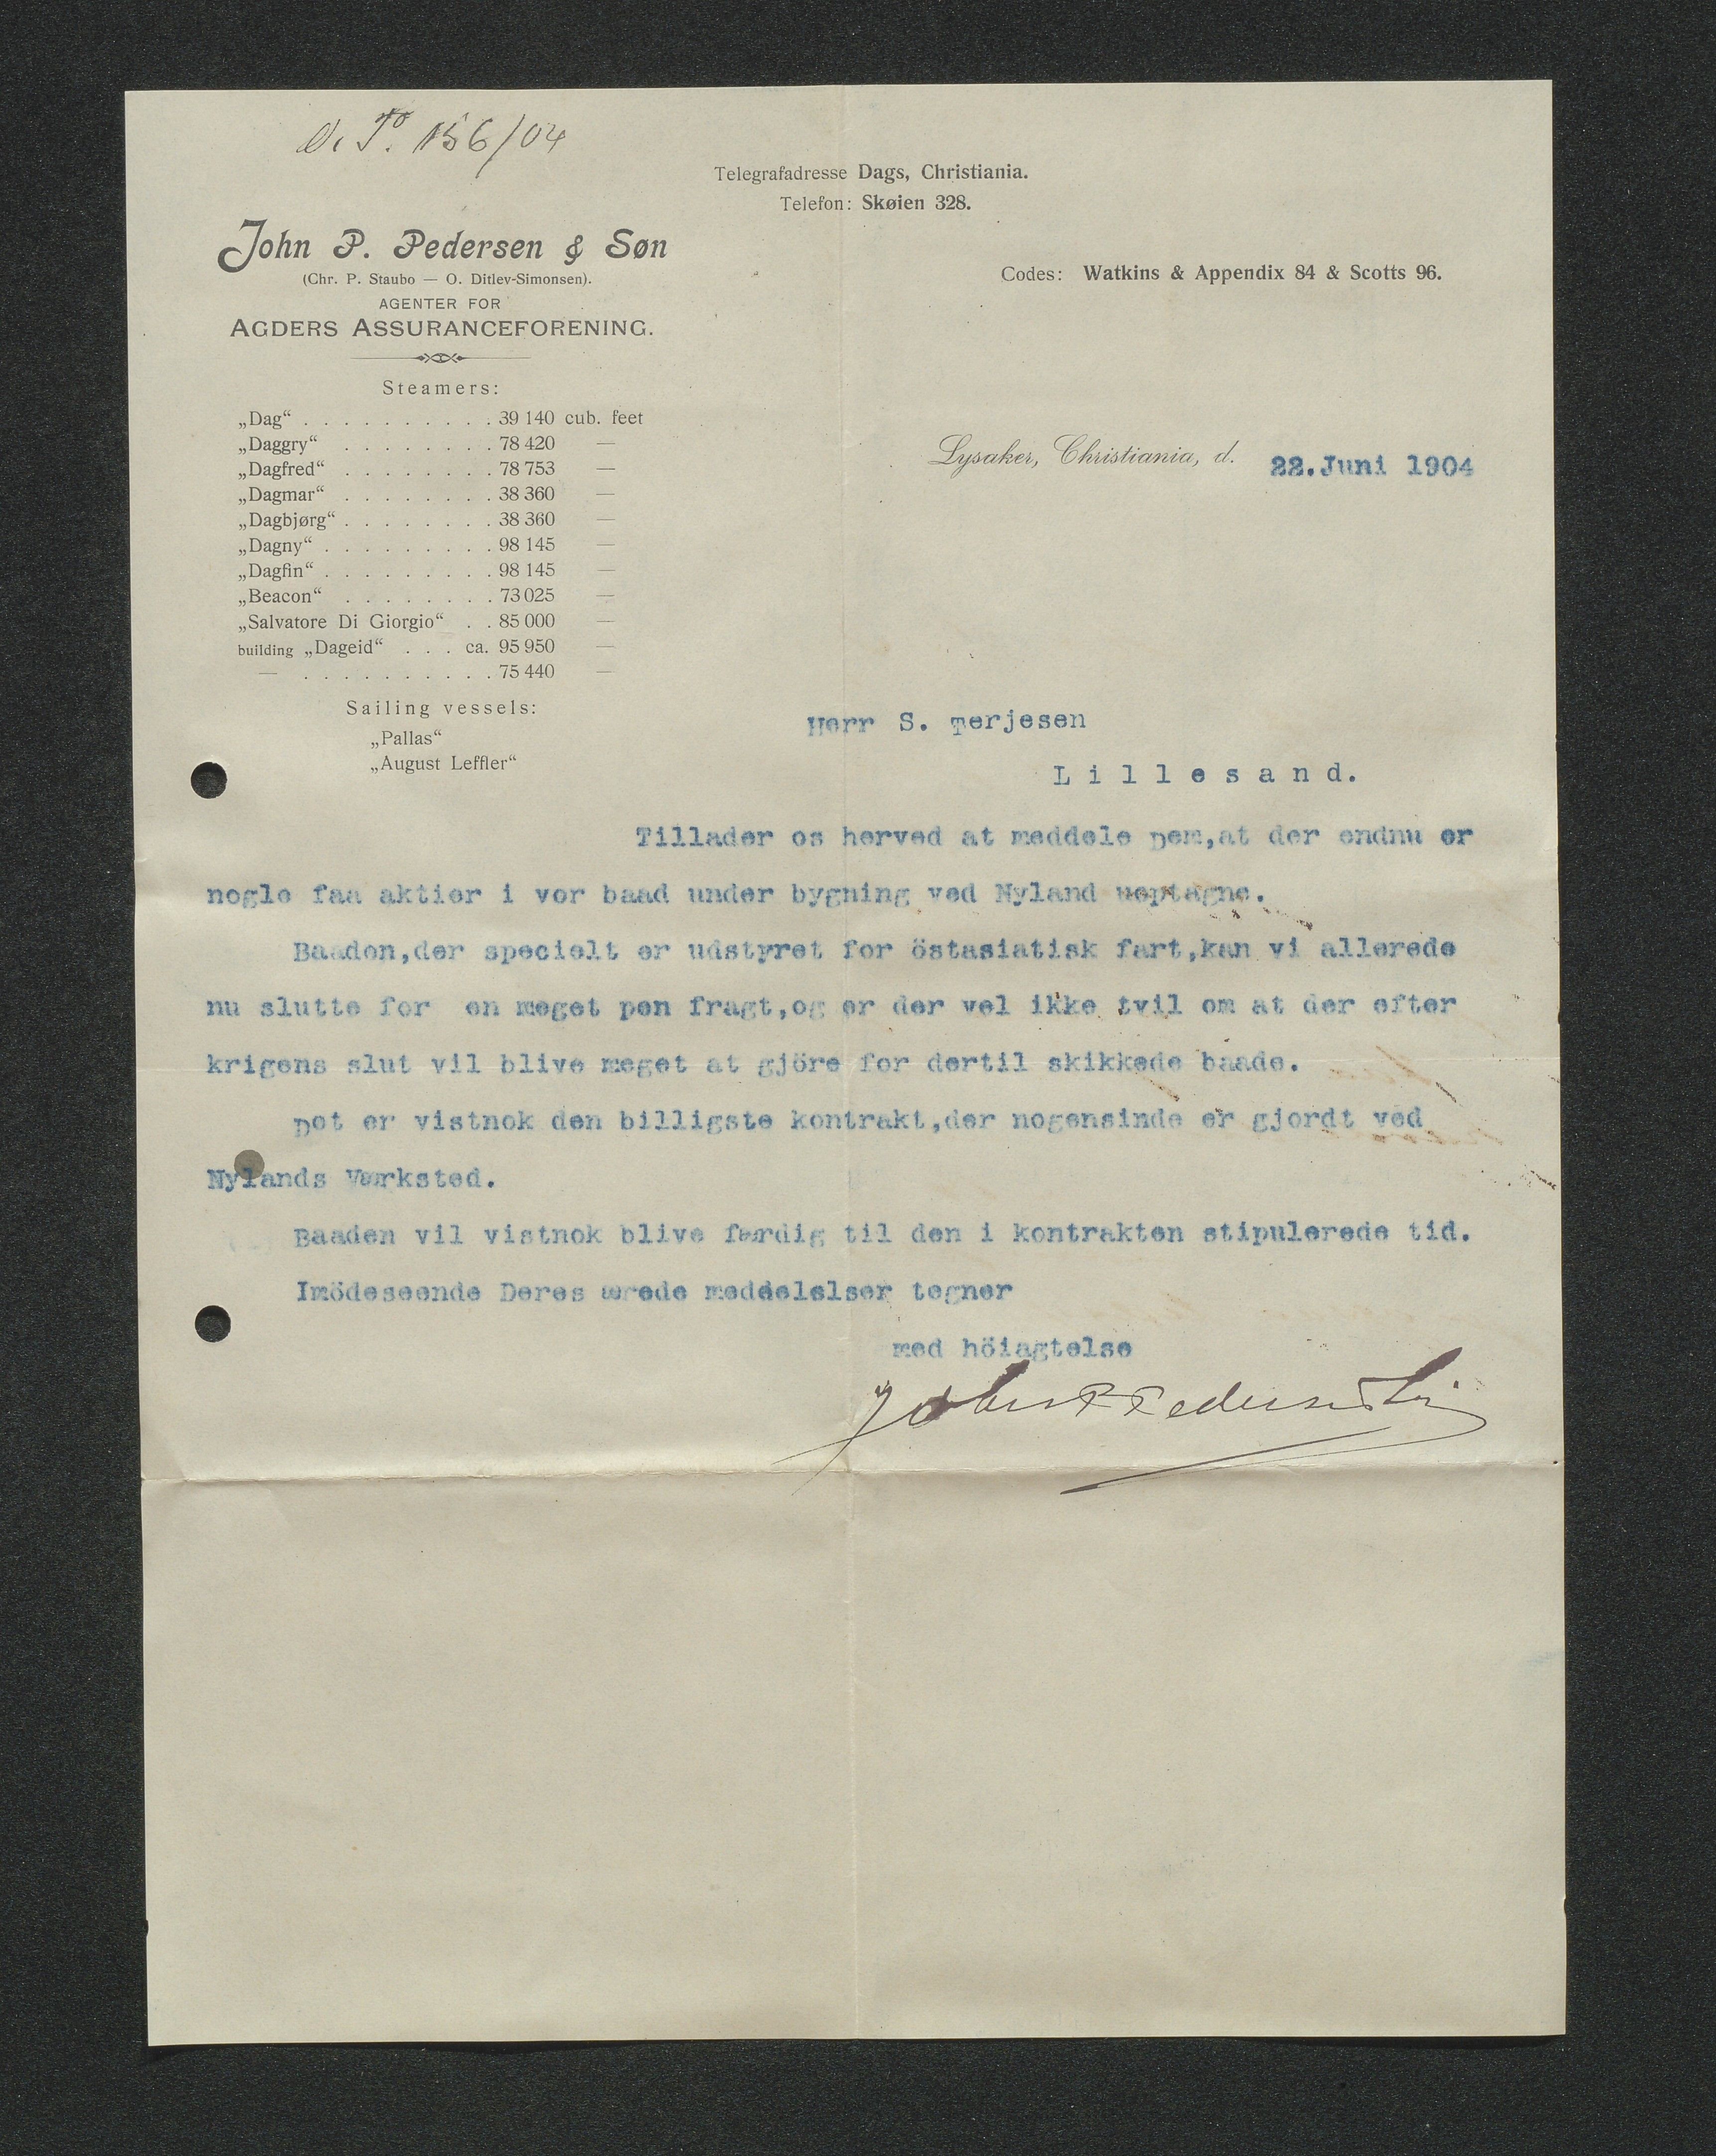 156/04
Telegrafadresse Dags, Christiania.
Telefon: Skøien 328.
John P. Pedersen & Søn
(Chr. P. Staubo — O. Ditlev-Simonsen).
AGENTER FOR
AGDERS ASSURANCEFORENING.
Codes: Watkins & Appendix 84 & Scotts 96.
Steamers:
„Dag“ . . . . . . . . . . 39 140 cub. feet
„Daggry“ . . . . . . . . 78 420 —
„Dagfred“ . . . . . . . . 78 753 —
„Dagmar“ . . . . . . . . 38 360 —
„Dagbjørg“ . . . . . . . . 38 360 —
„Dagny“ . . . . . . . . . 98 145 —
„Dagfin“ . . . . . . . . . 98 145 —
„Beacon“ . . . . . . . . 73 025 —
„Salvatore Di Giorgio“ . . 85 000 —
building „Dageid“ . . . ca. 95 950 —
— . . . . . . . . . . 75 440 —
Sailing vessels:
„Pallas“
„August Leffler“
Lysaker, Christiania, d. 22.Juni 1904
Herr S. Terjesen
Lillesand.
Tillader os herved at meddele Dem,at der endnu er
nogle faa aktier i vor baad under bygning ved Nyland uoptagne.
Baaden,der specielt er udstyret for östasiatisk fart,kan vi allerede
nu slutte for en meget pen fragt,og er der vel ikke tvil om at der efter
krigens slut vil blive meget at gjöre for dertil skikkede baade.
Det er vistnok den billigste kontrakt,der nogensinde er gjordt ved
Nylands Værksted.
Baaden vil vistnok blive færdig til den i kontrakten stipulerede tid.
Imödeseende Deres ærede meddelelser tegner
med höiagtelse
John P Pedersen & Søn